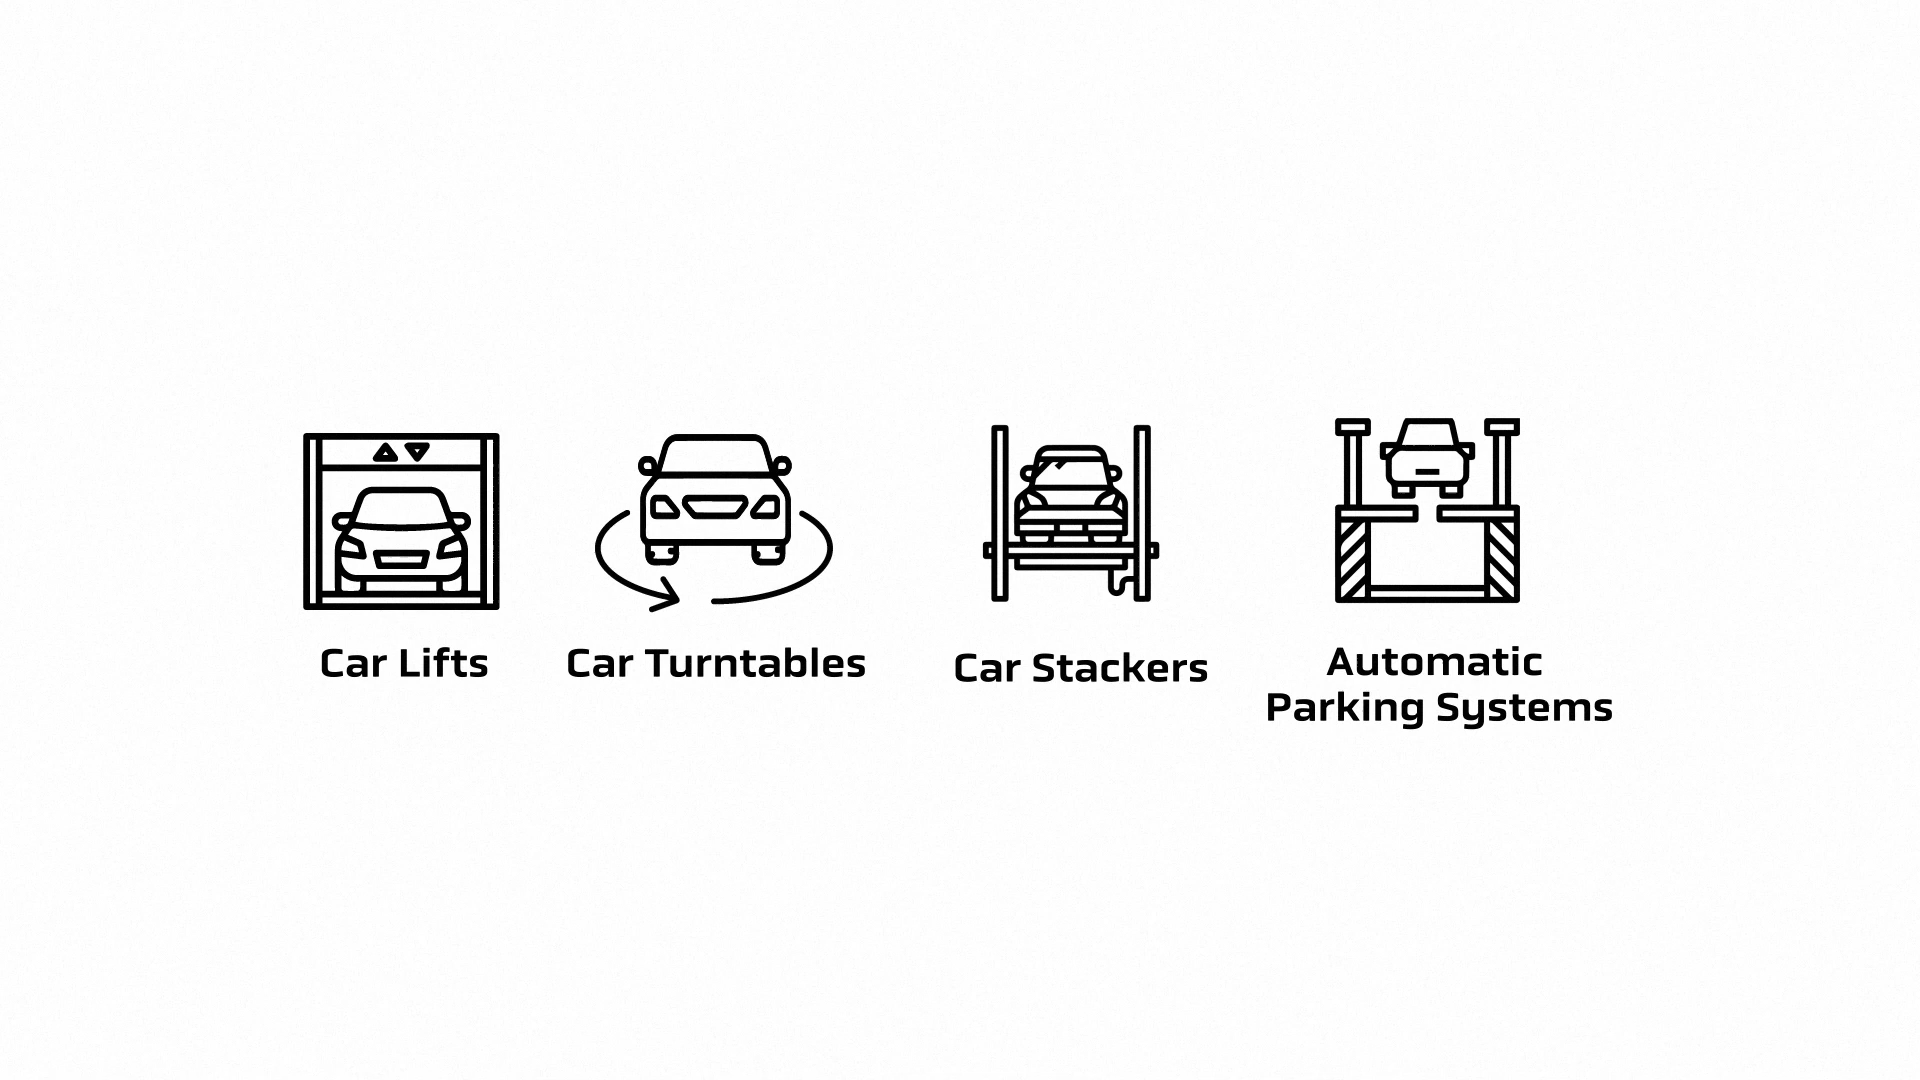 Car Lifts
Car Turntables
Car Stackers
Automatic
Parking Systems